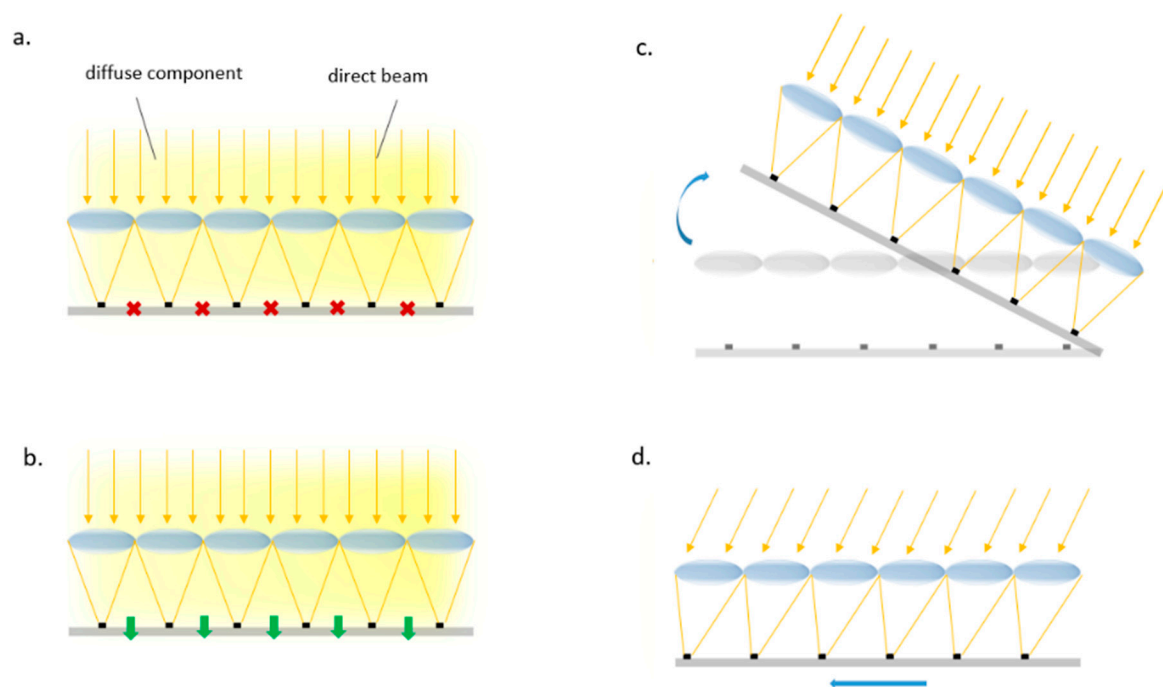 a.
diffuse component
direct beam
c.
b.
d.